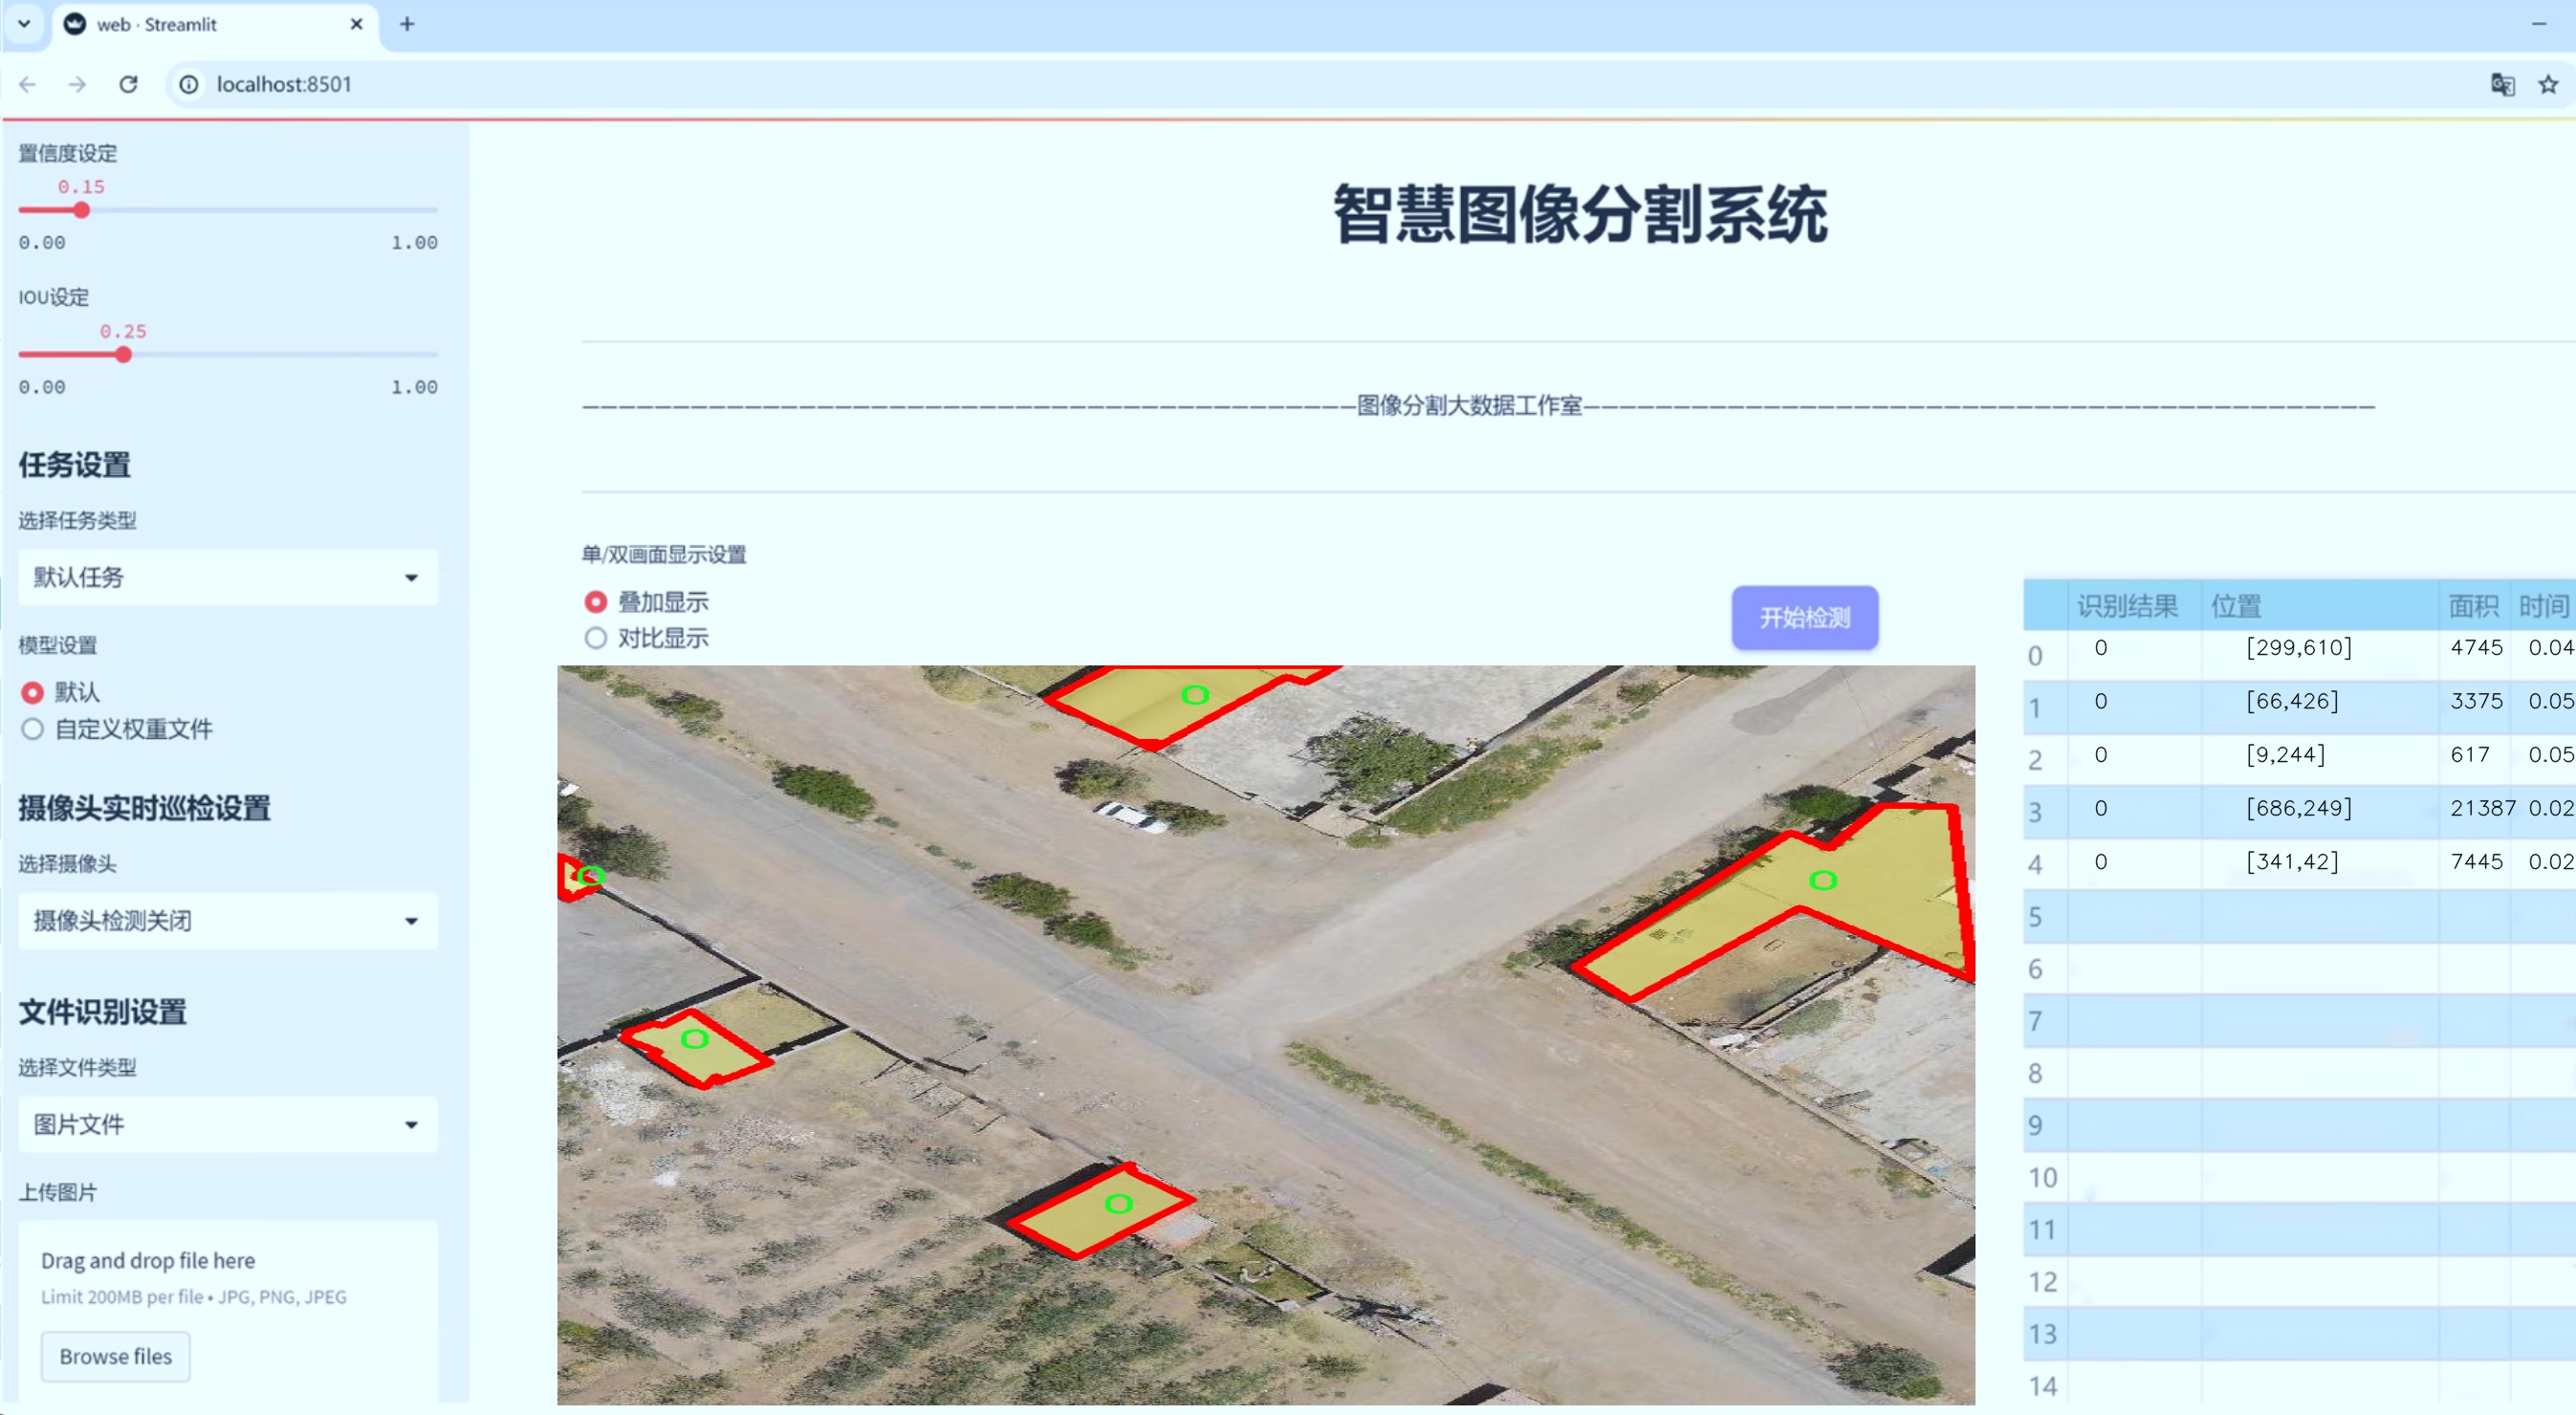 web · Streamlit
localhost:8501
置信度设定
0.15
0.00 1.00
IOU设定
0.25
0.00 1.00
任务设置
选择任务类型
默认任务
模型设置
默认
自定义权重文件
摄像头实时巡检设置
选择摄像头
摄像头检测关闭
文件识别设置
选择文件类型
图片文件
上传图片
Drag and drop file here
Limit 200MB per file • JPG, PNG, JPEG
Browse files
智慧图像分割系统
图像分割大数据工作室
单/双画面显示设置
叠加显示
对比显示
开始检测
识别结果 位置 面积 时间
0 0 [299,610] 4745 0.04
1 0 [66,426] 3375 0.05
2 0 [9,244] 617 0.05
3 0 [686,249] 21387 0.02
4 0 [341,42] 7445 0.02
5
6
7
8
9
10
11
12
13
14
0
0
0
0
0